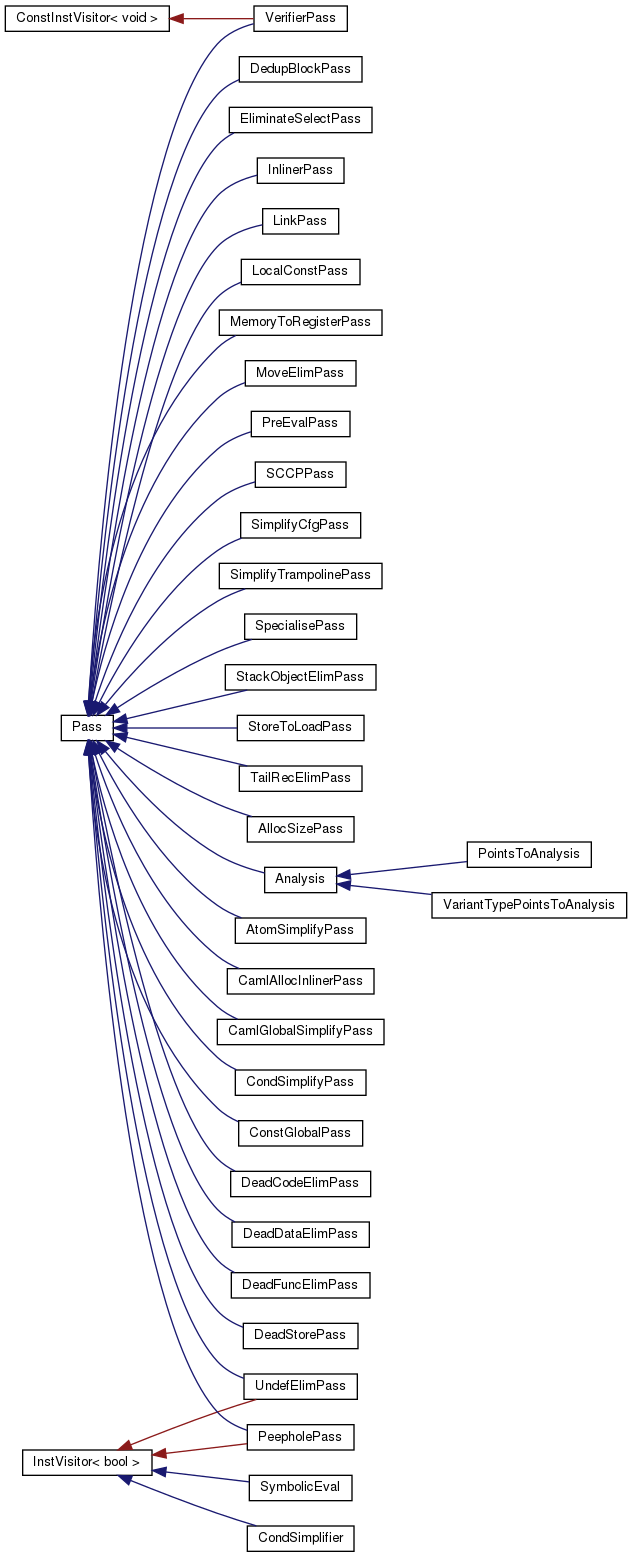 ConstInstVisitor< void >
VerifierPass
DedupBlockPass
EliminateSelectPass
InlinerPass
LinkPass
LocalConstPass
MemoryToRegisterPass
MoveElimPass
PreEvalPass
SCCPPass
SimplifyCfgPass
SimplifyTrampolinePass
SpecialisePass
StackObjectElimPass
Pass
StoreToLoadPass
TailRecElimPass
AllocSizePass
PointsToAnalysis
Analysis
VariantTypePointsToAnalysis
AtomSimplifyPass
CamlAllocInlinerPass
CamlGlobalSimplifyPass
CondSimplifyPass
ConstGlobalPass
DeadCodeElimPass
DeadDataElimPass
DeadFuncElimPass
DeadStorePass
UndefElimPass
PeepholePass
InstVisitor< bool >
SymbolicEval
CondSimplifier